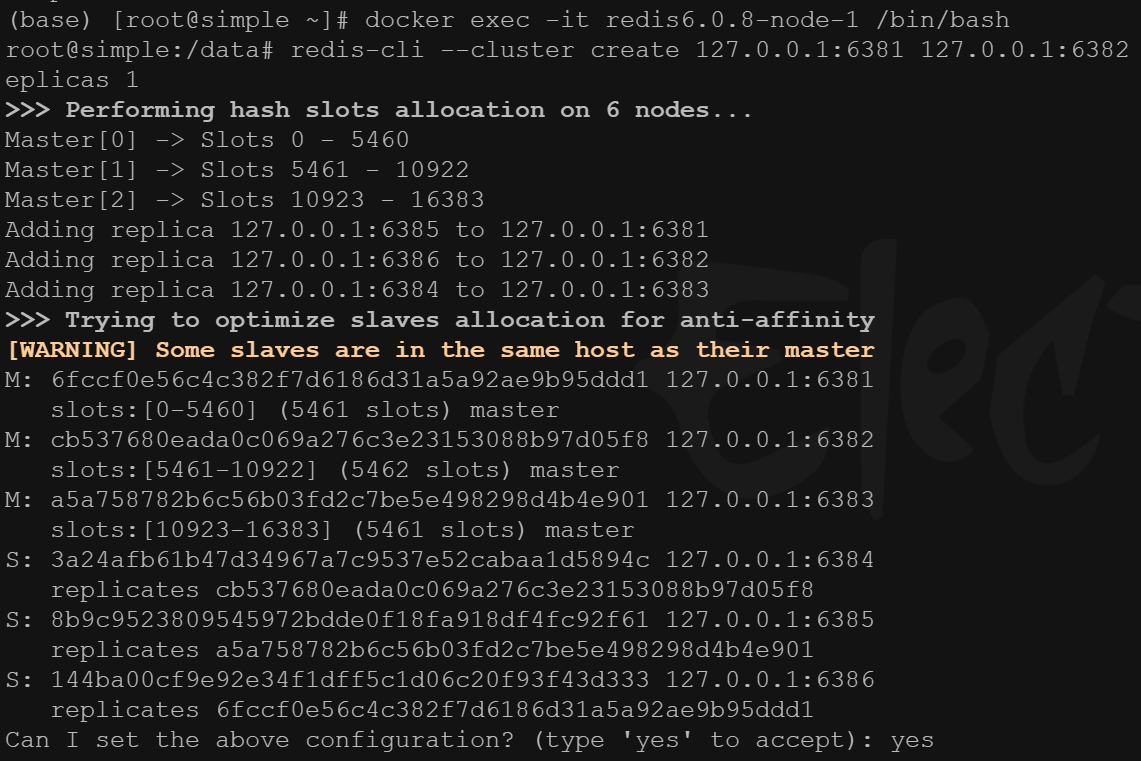 (base) [root@simple ~]# docker exec -it redis6.0.8-node-1 /bin/bash
root@simple:/data# redis-cli --cluster create 127.0.0.1:6381 127.0.0.1:6382
eplicas 1
>>> Performing hash slots allocation on 6 nodes...
Master[0] -> Slots 0 - 5460
Master[1] -> Slots 5461 - 10922
Master[2] -> Slots 10923 - 16383
Adding replica 127.0.0.1:6385 to 127.0.0.1:6381
Adding replica 127.0.0.1:6386 to 127.0.0.1:6382
Adding replica 127.0.0.1:6384 to 127.0.0.1:6383
>>> Trying to optimize slaves allocation for anti-affinity
[WARNING] Some slaves are in the same host as their master
M: 6fccf0e56c4c382f7d6186d31a5a92ae9b95ddd1 127.0.0.1:6381
   slots:[0-5460] (5461 slots) master
M: cb537680eada0c069a276c3e23153088b97d05f8 127.0.0.1:6382
   slots:[5461-10922] (5462 slots) master
M: a5a758782b6c56b03fd2c7be5e498298d4b4e901 127.0.0.1:6383
   slots:[10923-16383] (5461 slots) master
S: 3a24afb61b47d34967a7c9537e52cabaa1d5894c 127.0.0.1:6384
   replicates cb537680eada0c069a276c3e23153088b97d05f8
S: 8b9c9523809545972bdde0f18fa918df4fc92f61 127.0.0.1:6385
   replicates a5a758782b6c56b03fd2c7be5e498298d4b4e901
S: 144ba00cf9e92e34f1dff5c1d06c20f93f43d333 127.0.0.1:6386
   replicates 6fccf0e56c4c382f7d6186d31a5a92ae9b95ddd1
Can I set the above configuration? (type 'yes' to accept): yes
Elec